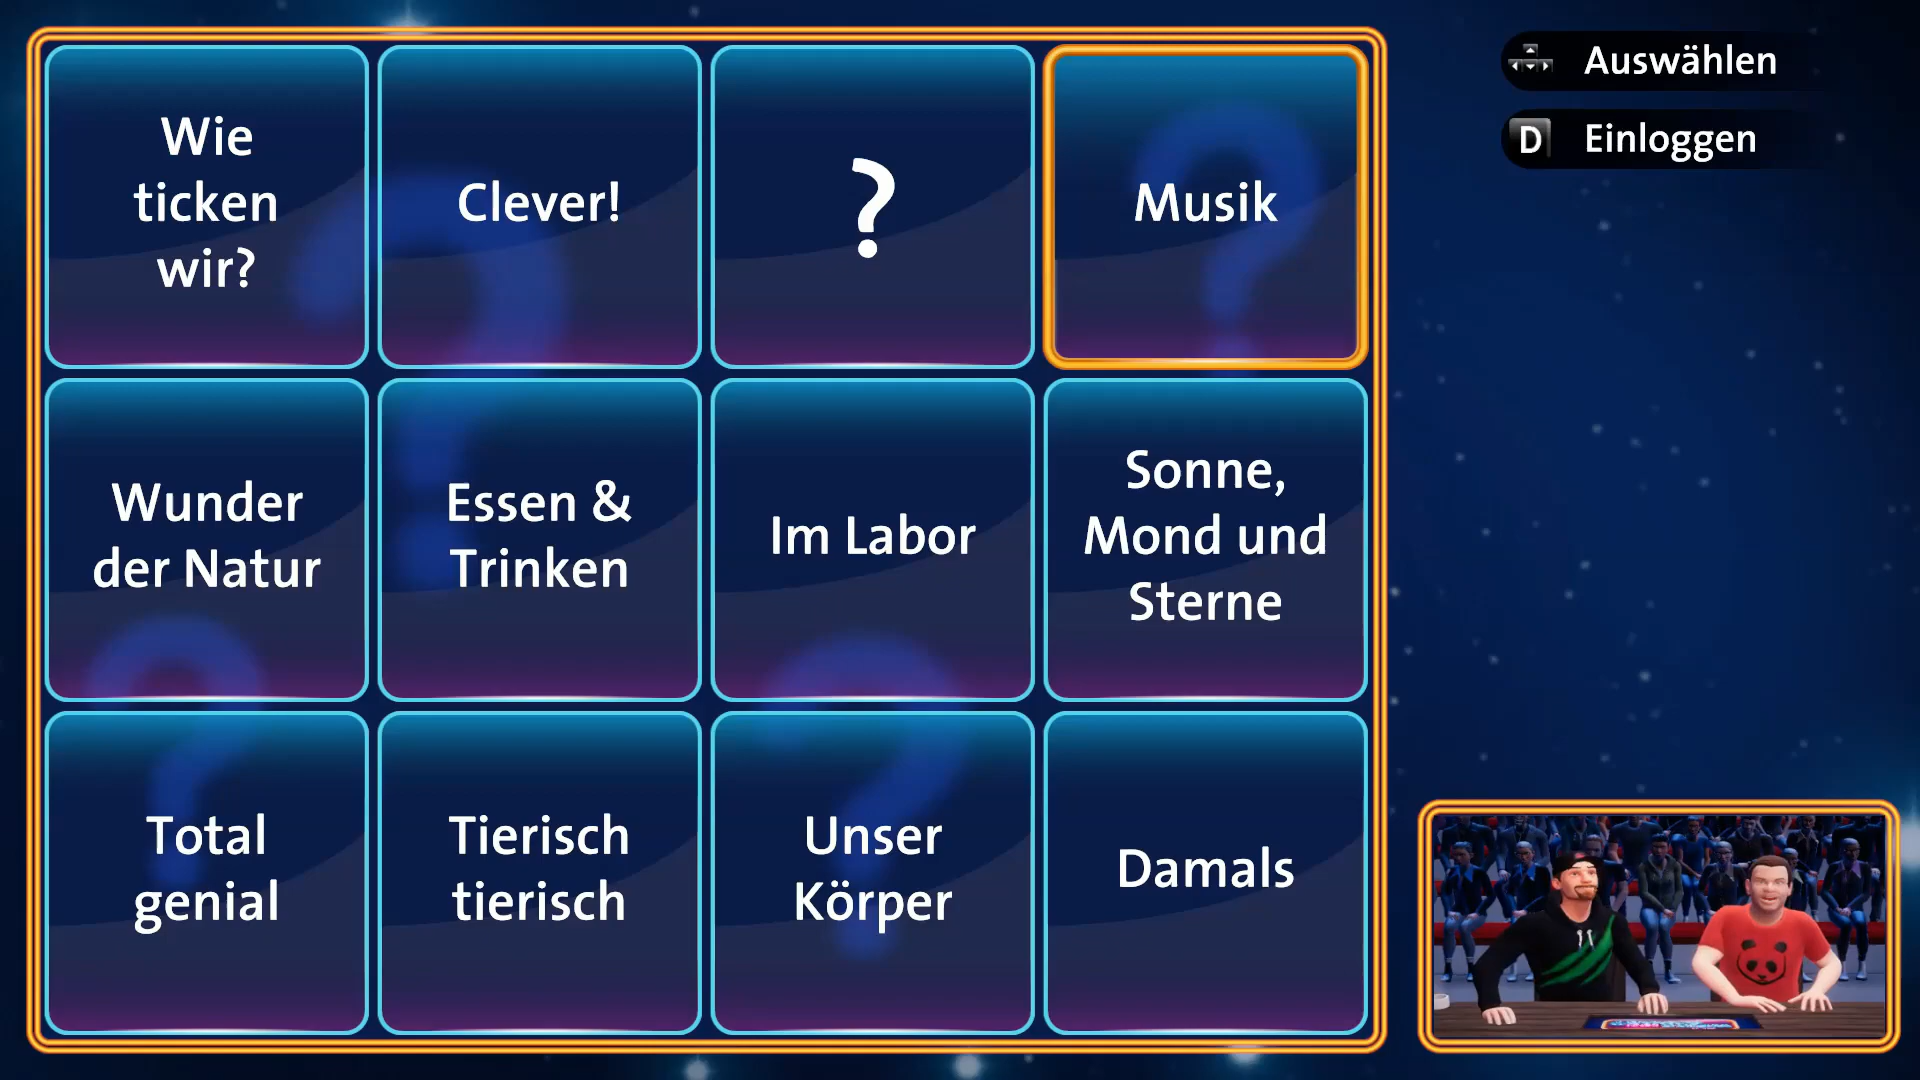 Wie
ticken
wir?
Clever!
?
Musik
Auswählen
D Einloggen
Wunder
der Natur
Essen &
Trinken
Im Labor
Sonne,
Mond und
Sterne
Total
genial
Tierisch
tierisch
Unser
Körper
Damals